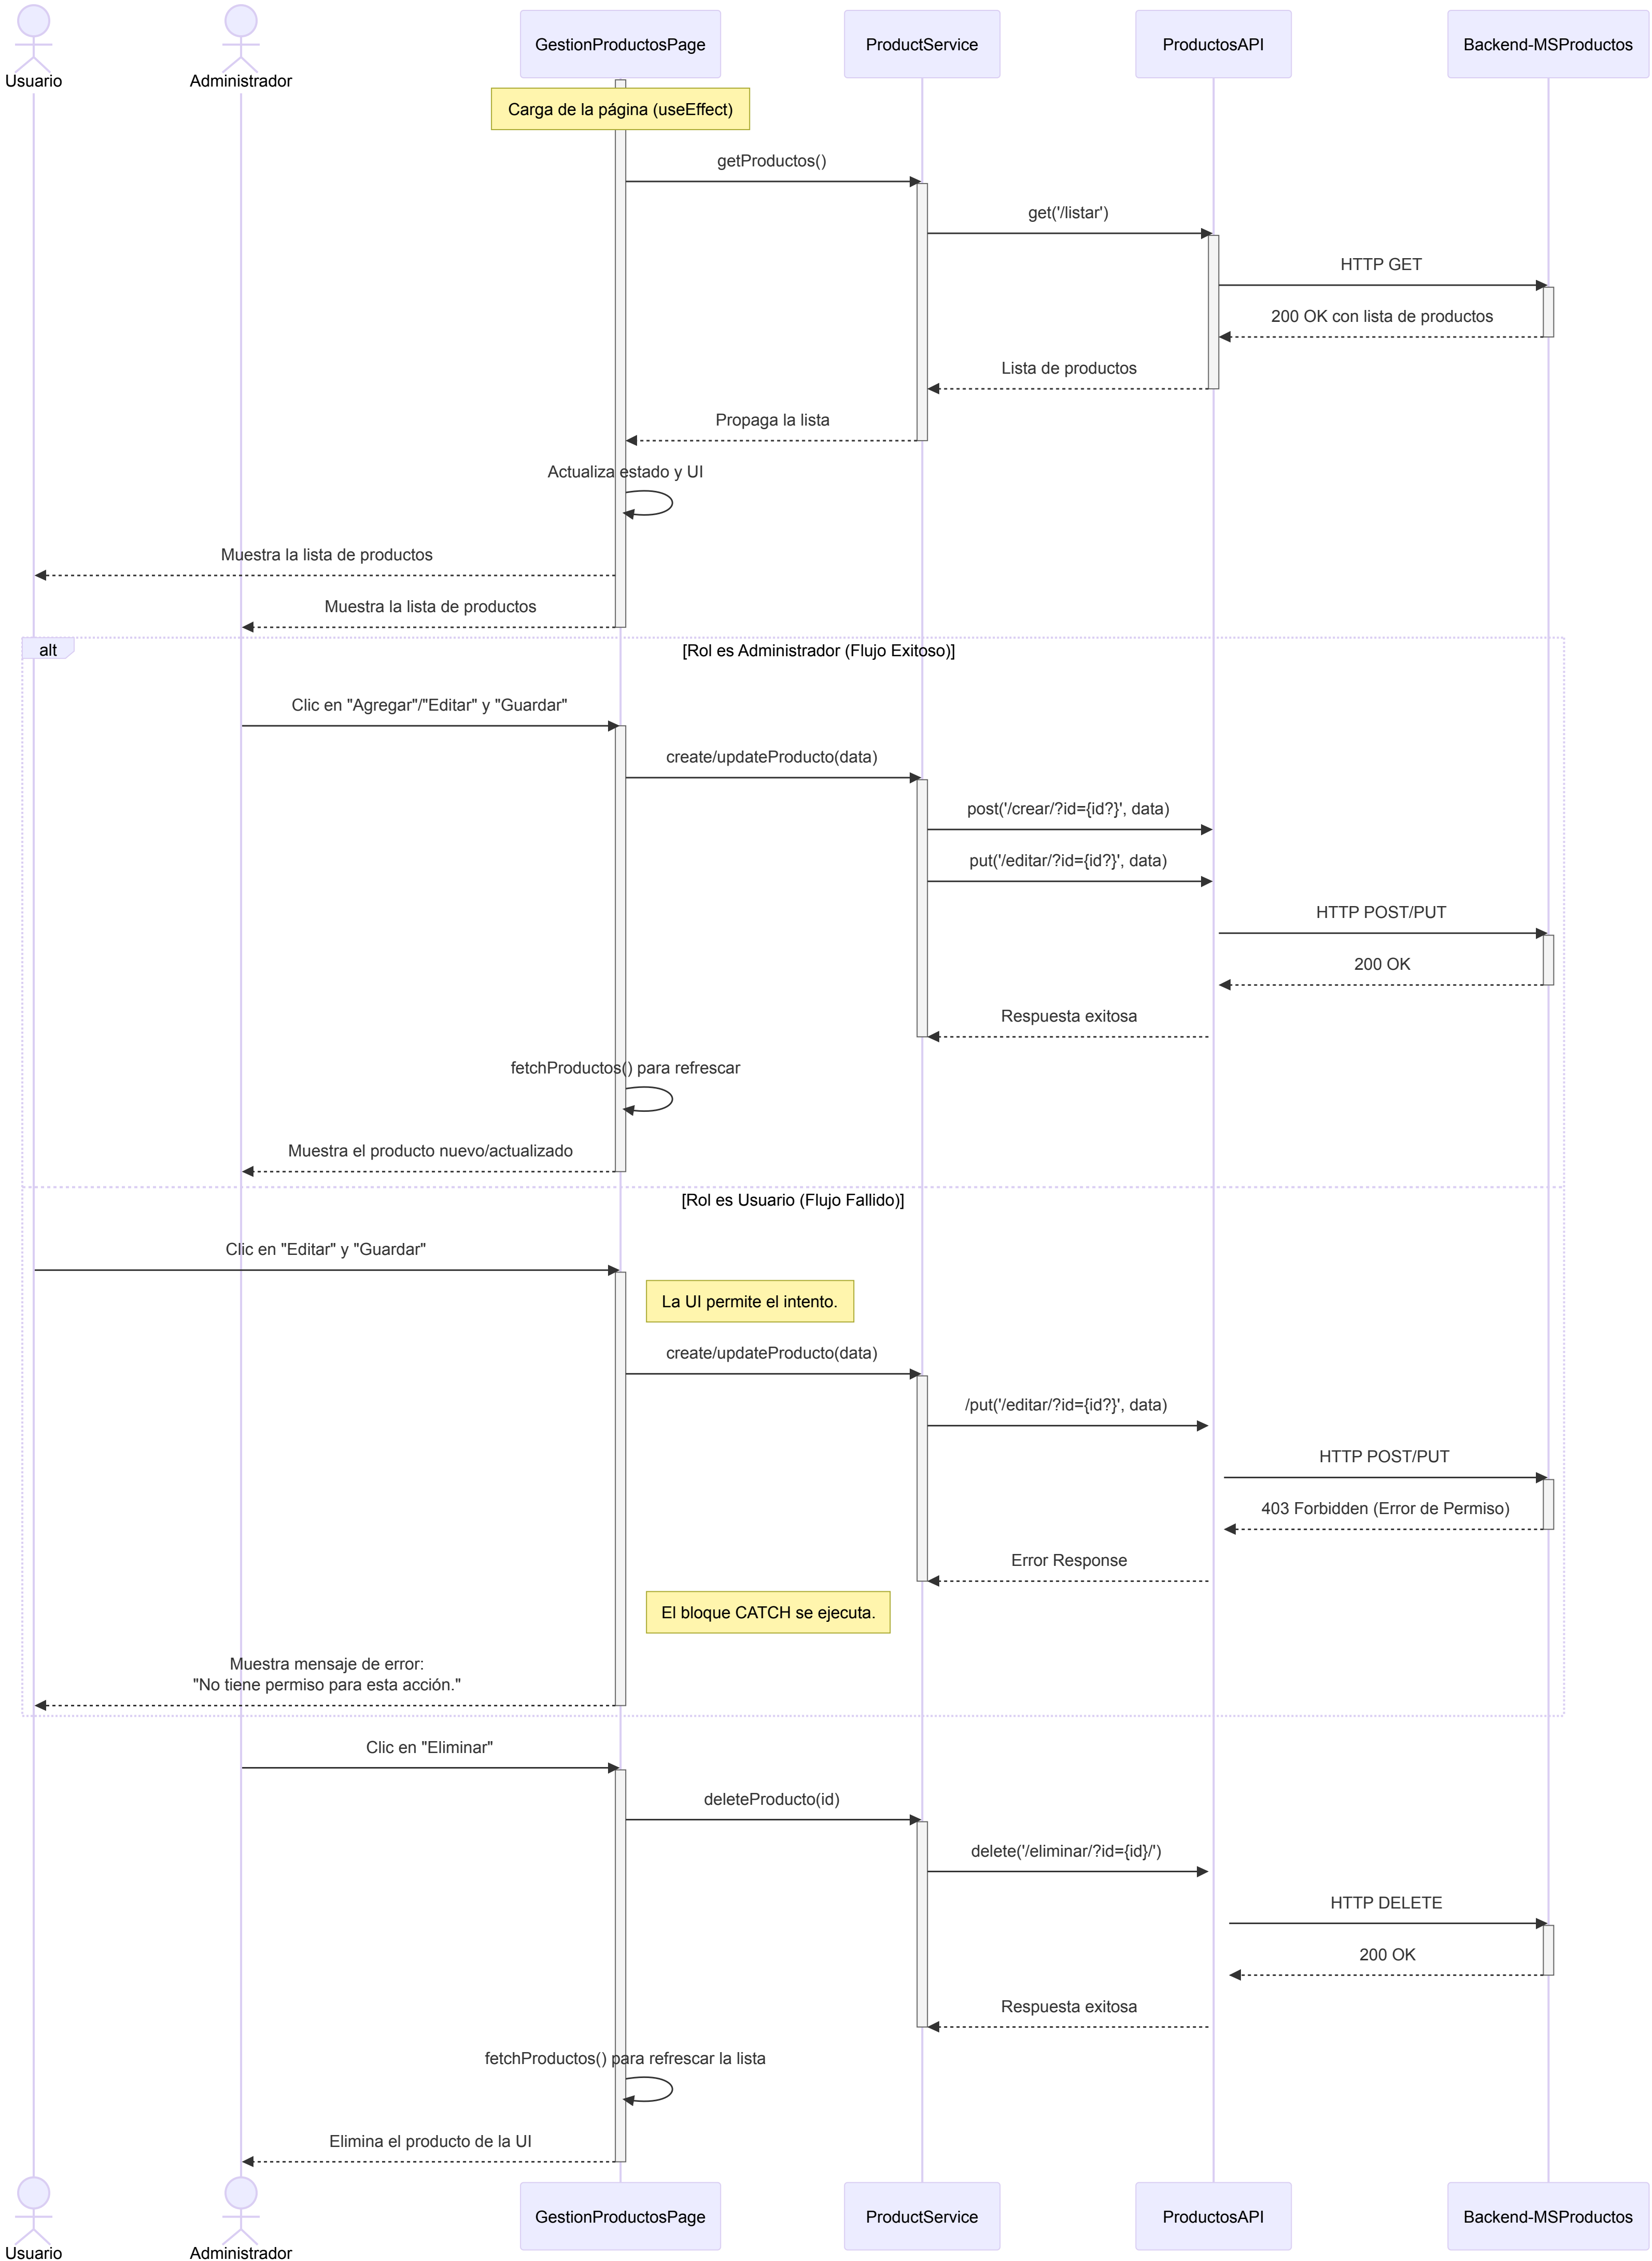 Usuario
Administrador
GestionProductosPage
ProductService
ProductosAPI
Backend-MSProductos
Carga de la página (useEffect)
getProductos()
get('/listar')
HTTP GET
200 OK con lista de productos
Lista de productos
Propaga la lista
Actualiza estado y UI
Muestra la lista de productos
Muestra la lista de productos
alt
[Rol es Administrador (Flujo Exitoso)]
Clic en "Agregar"/"Editar" y "Guardar"
create/updateProducto(data)
post('/crear/?id={id?}', data)
put('/editar/?id={id?}', data)
HTTP POST/PUT
200 OK
Respuesta exitosa
fetchProductos() para refrescar
Muestra el producto nuevo/actualizado
[Rol es Usuario (Flujo Fallido)]
Clic en "Editar" y "Guardar"
La UI permite el intento.
create/updateProducto(data)
/put('/editar/?id={id?}', data)
HTTP POST/PUT
403 Forbidden (Error de Permiso)
Error Response
El bloque CATCH se ejecuta.
Muestra mensaje de error:
"No tiene permiso para esta acción."
Clic en "Eliminar"
deleteProducto(id)
delete('/eliminar/?id={id}/')
HTTP DELETE
200 OK
Respuesta exitosa
fetchProductos() para refrescar la lista
Elimina el producto de la UI
Usuario
Administrador
GestionProductosPage
ProductService
ProductosAPI
Backend-MSProductos